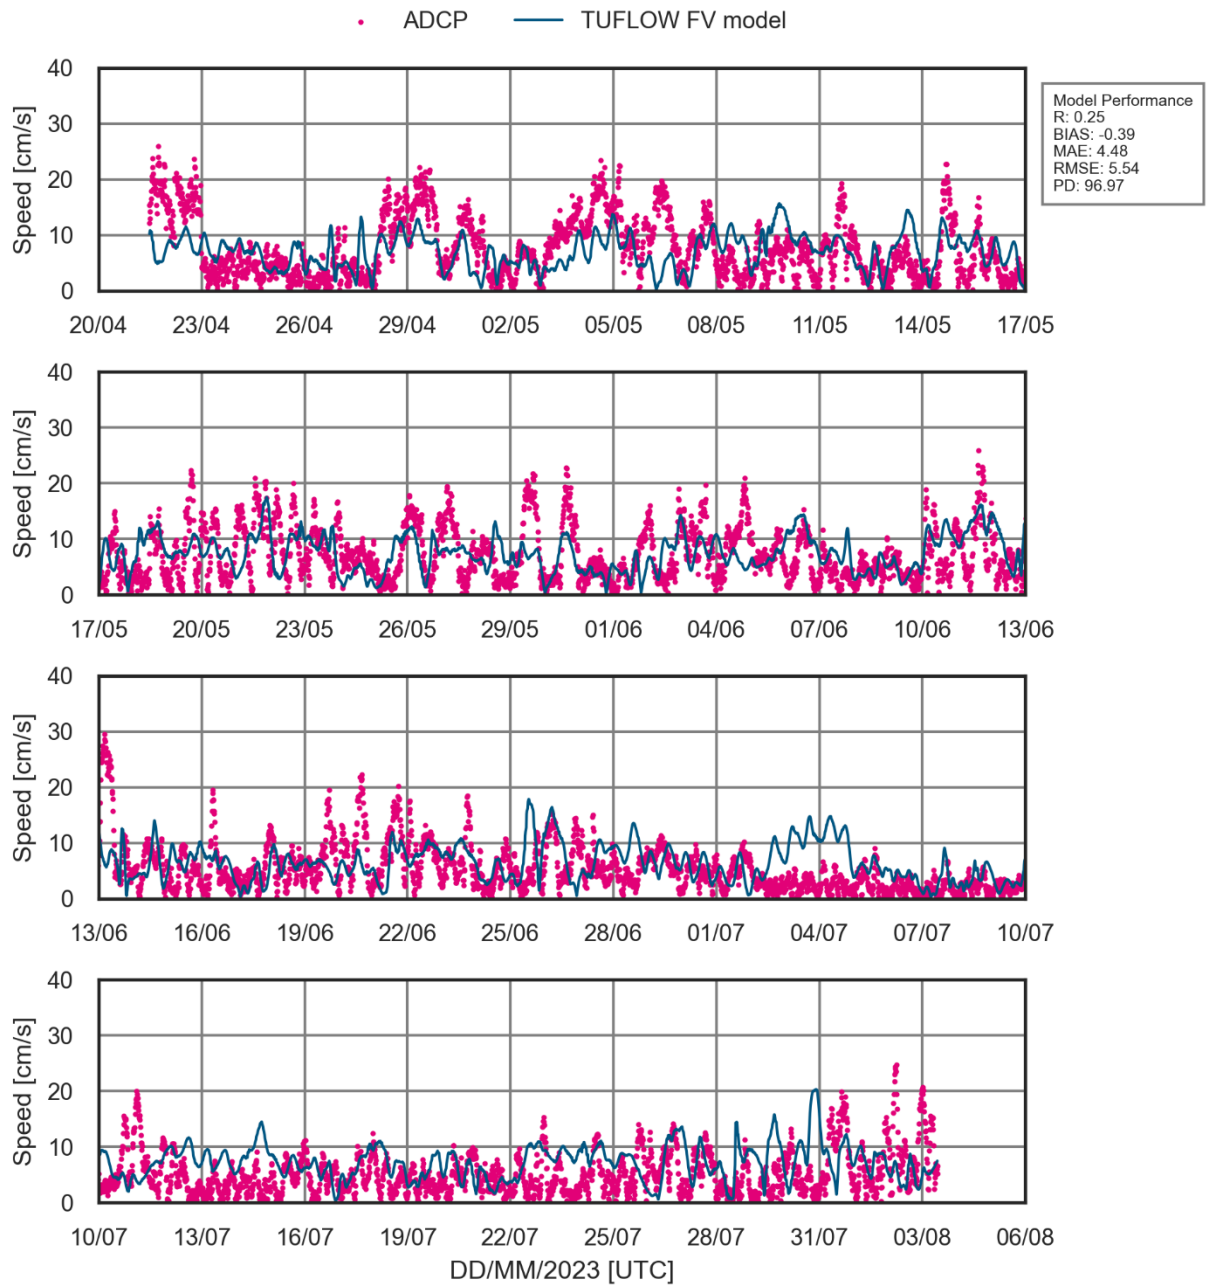 ADCP TUFLOW FV model
40
30
20
10
0
Speed [cm/s]
20/04 23/04 26/04 29/04 02/05 05/05 08/05 11/05 14/05 17/05
Model Performance
R: 0.25
BIAS: -0.39
MAE: 4.48
RMSE: 5.54
PD: 96.97
40
30
20
10
0
Speed [cm/s]
17/05 20/05 23/05 26/05 29/05 01/06 04/06 07/06 10/06 13/06
40
30
20
10
0
Speed [cm/s]
13/06 16/06 19/06 22/06 25/06 28/06 01/07 04/07 07/07 10/07
40
30
20
10
0
Speed [cm/s]
10/07 13/07 16/07 19/07 22/07 25/07 28/07 31/07 03/08 06/08
DD/MM/2023 [UTC]